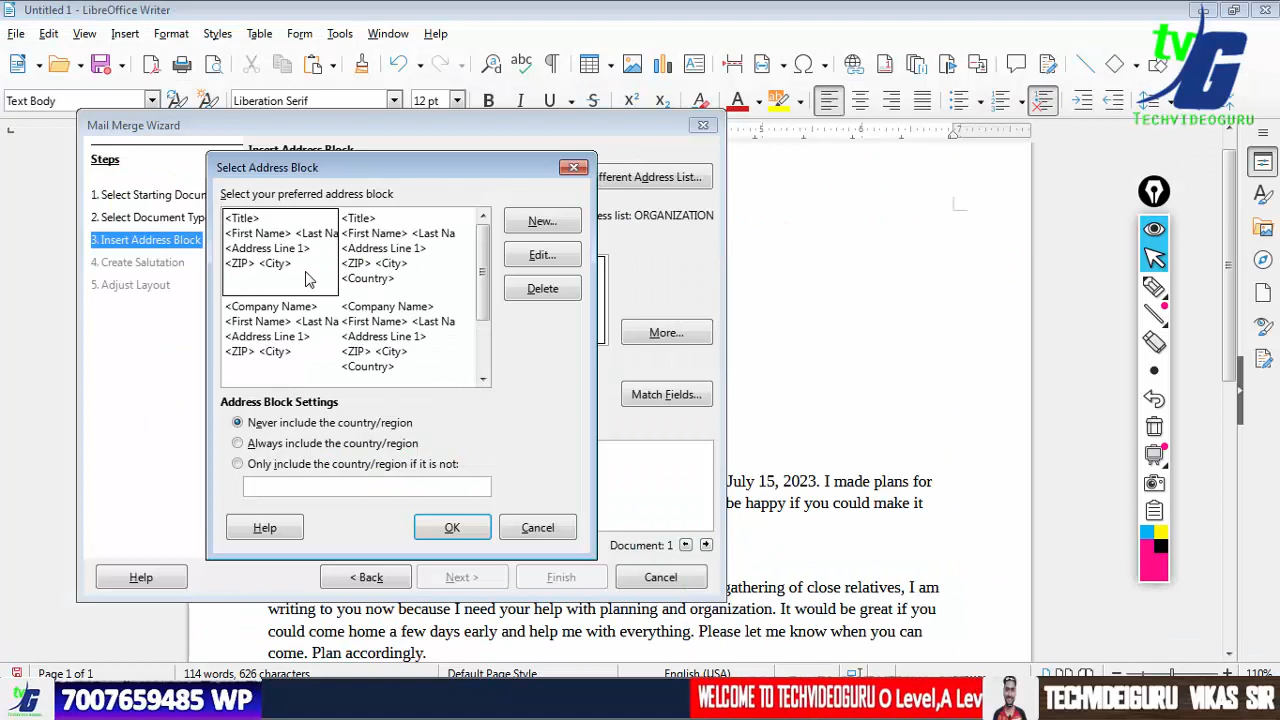 Untitled 1 - LibreOffice Writer
File Edit View Insert Format Styles Table Form Tools Window Help
Text Body Liberation Serif 12 pt
tv G
TECHVIDEOGURU
Mail Merge Wizard
Steps
1. Select Starting Docum
2. Select Document Type
3. Insert Address Block
4. Create Salutation
5. Adjust Layout
Insert Address Block
fferent Address List...
ess list: ORGANIZATION
More...
Match Fields...
Document: 1
Select Address Block
Select your preferred address block
<Title>
<First Name> <Last Na
<Address Line 1>
<ZIP> <City>
<Title>
<First Name> <Last Na
<Address Line 1>
<ZIP> <City>
<Country>
<Company Name>
<First Name> <Last Na
<Address Line 1>
<ZIP> <City>
<Company Name>
<First Name> <Last Na
<Address Line 1>
<ZIP> <City>
<Country>
New...
Edit...
Delete
Address Block Settings
Never include the country/region
Always include the country/region
Only include the country/region if it is not:
Help OK Cancel
Help < Back Next > Finish Cancel
5 6 7
July 15, 2023. I made plans for
be happy if you could make it
gathering of close relatives, I am
writing to you now because I need your help with planning and organization. It would be great if you
could come home a few days early and help me with everything. Please let me know when you can
come. Plan accordingly.
Page 1 of 1 114 words, 626 characters Default Page Style English (USA) 110%
7007659485 WP
WELCOME TO TECHVIDEOGURU O Level,A Lev
TECHVIDEIGURU VIKAS SIR